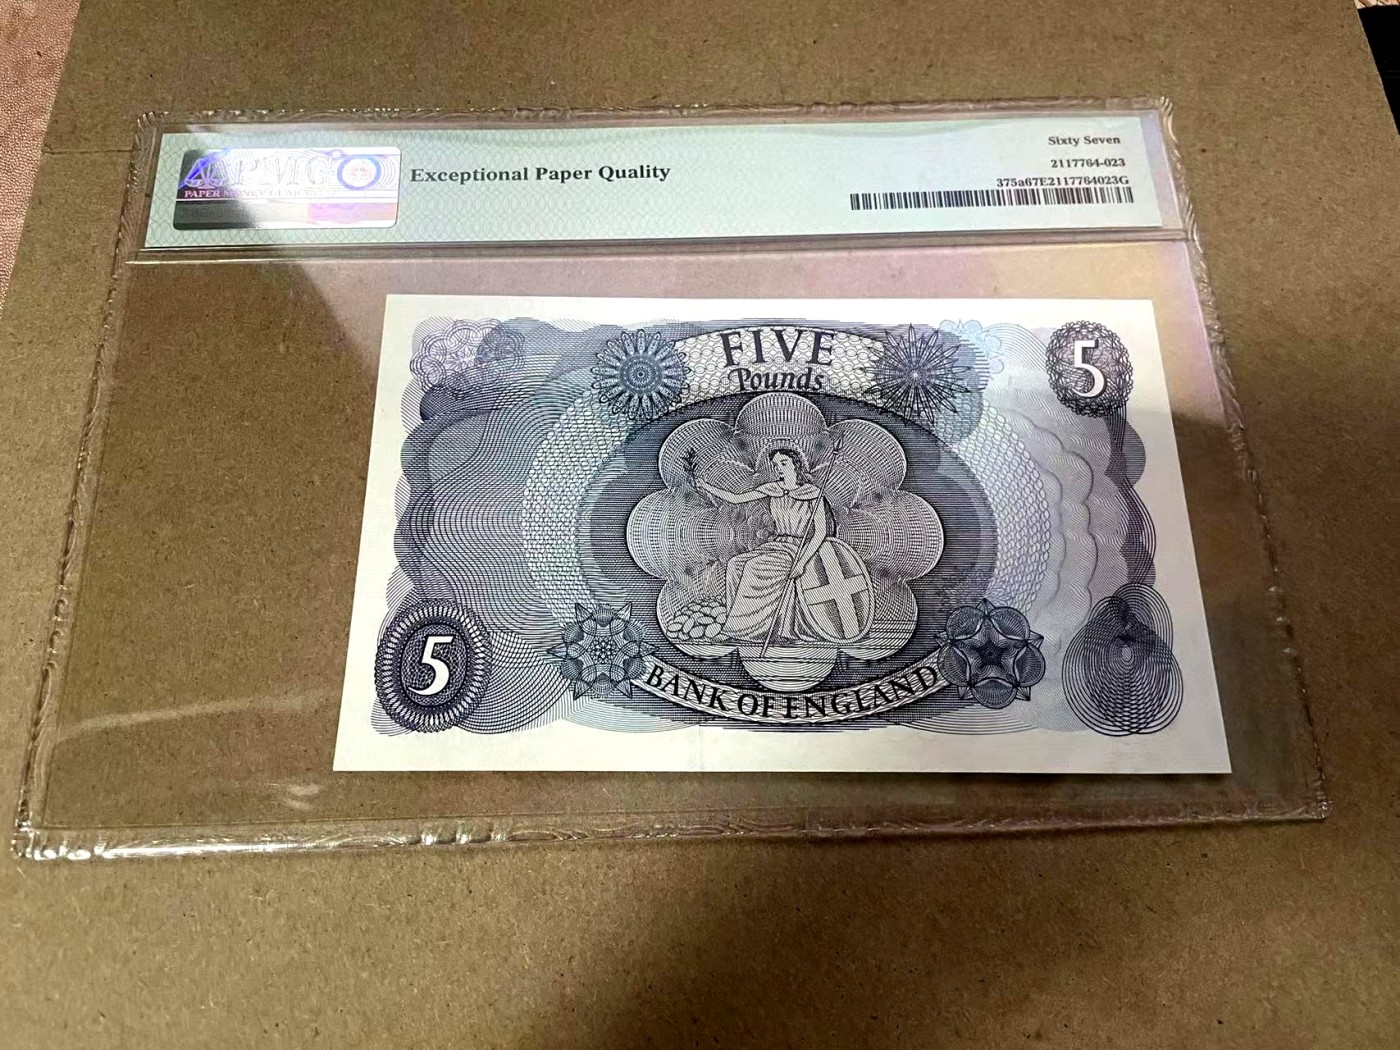 PMG
PAPER MONEY GUARANTY
Exceptional Paper Quality
Sixty Seven
2117764-023
375a67E2117764023G
FIVE
Pounds
5
5
BANK OF ENGLAND